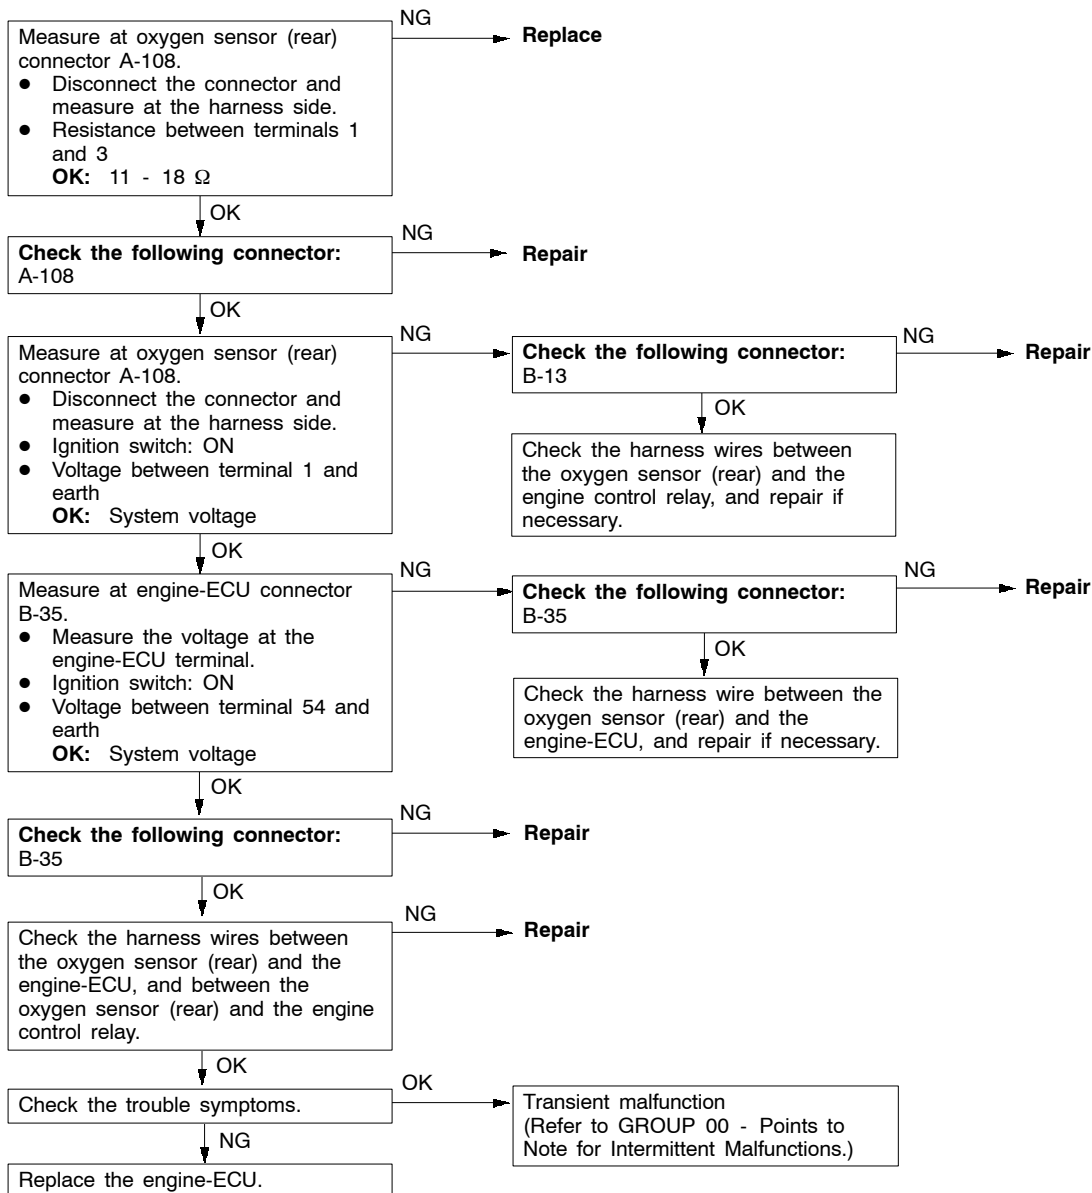 NG
Measure at oxygen sensor (rear)
connector A-108.
● Disconnect the connector and
measure at the harness side.
● Resistance between terminals 1
and 3
OK: 11 - 18 Ω
Replace
OK
NG
Check the following connector:
A-108
Repair
OK
NG
Measure at oxygen sensor (rear)
connector A-108.
● Disconnect the connector and
measure at the harness side.
● Ignition switch: ON
● Voltage between terminal 1 and
earth
OK: System voltage
Check the following connector:
B-13
NG
Repair
OK
Check the harness wires between
the oxygen sensor (rear) and the
engine control relay, and repair if
necessary.
OK
NG
Measure at engine-ECU connector
B-35.
● Measure the voltage at the
engine-ECU terminal.
● Ignition switch: ON
● Voltage between terminal 54 and
earth
OK: System voltage
Check the following connector:
B-35
NG
Repair
OK
Check the harness wire between the
oxygen sensor (rear) and the
engine-ECU, and repair if necessary.
OK
NG
Check the following connector:
B-35
Repair
OK
NG
Check the harness wires between
the oxygen sensor (rear) and the
engine-ECU, and between the
oxygen sensor (rear) and the engine
control relay.
Repair
OK
Check the trouble symptoms.
OK
Transient malfunction
(Refer to GROUP 00 - Points to
Note for Intermittent Malfunctions.)
NG
Replace the engine-ECU.